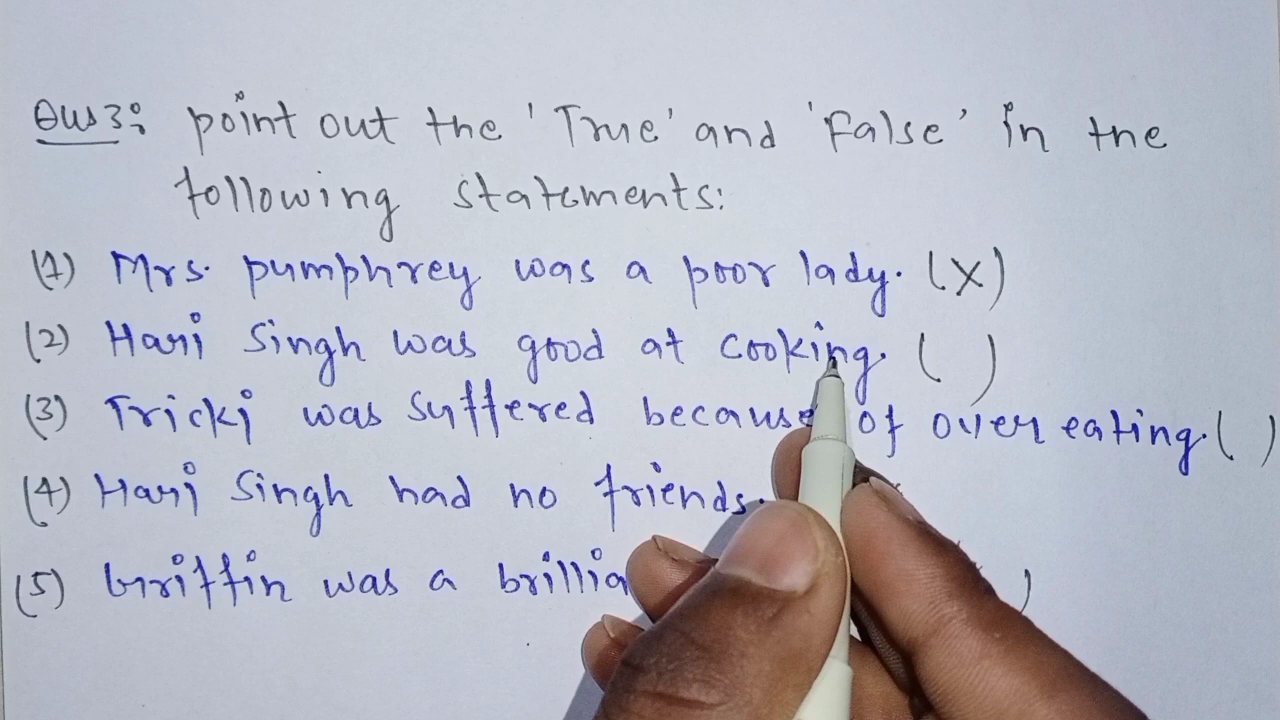 Ques 3: point out the 'True' and 'False' in the
following statements:
(1) Mrs. pumphrey was a poor lady. (X)
(2) Hari Singh was good at cooking. ( )
(3) Tricki was suffered because of over eating. ( )
(4) Hari Singh had no friends.
(5) Griffin was a )